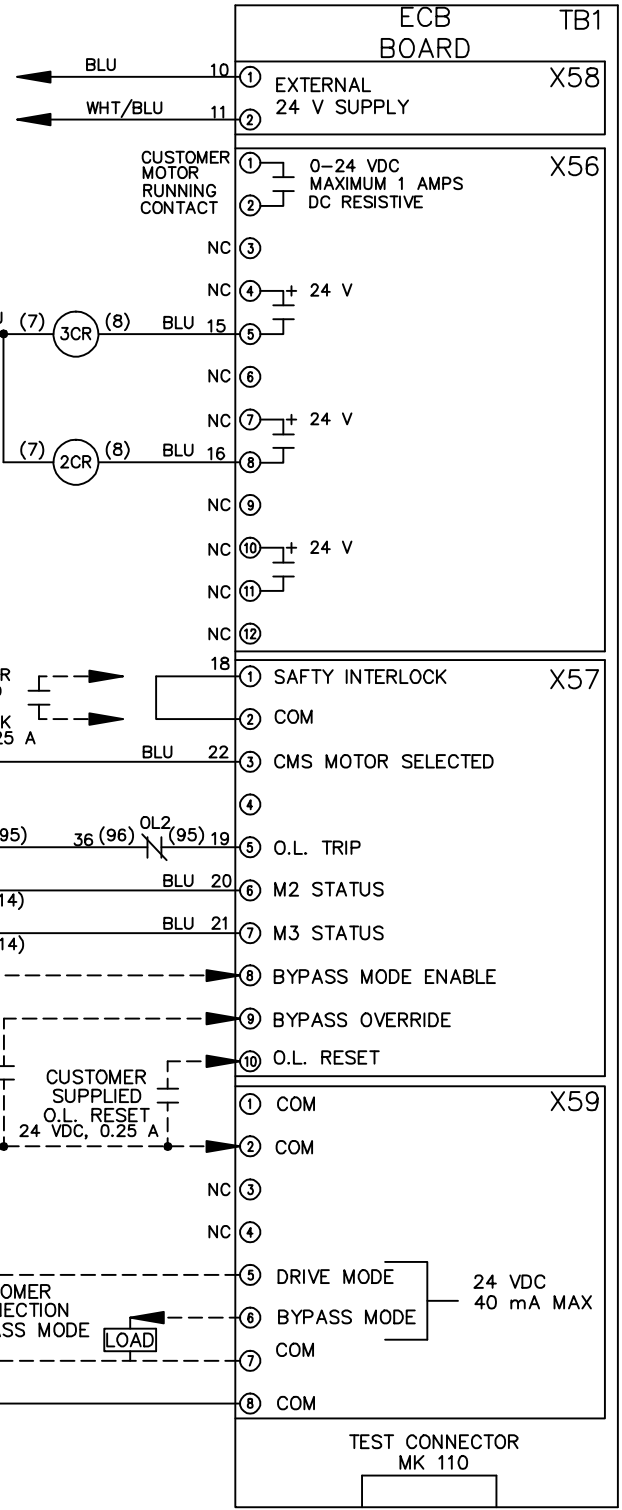 ECB TB1
BOARD
X58
BLU 10 1 EXTERNAL
WHT/BLU 11 2 24 V SUPPLY
X56
CUSTOMER
MOTOR
RUNNING
CONTACT
1 0-24 VDC
MAXIMUM 1 AMPS
2 DC RESISTIVE
NC 3
NC 4 + 24 V
(7) 3CR (8) BLU 15 5
NC 6
NC 7 + 24 V
(7) 2CR (8) BLU 16 8
NC 9
NC 10 + 24 V
NC 11
NC 12
X57
18 1 SAFTY INTERLOCK
2 COM
R
K
25 A
BLU 22 3 CMS MOTOR SELECTED
4
95) 36 (96) OL2 (95) 19 5 O.L. TRIP
BLU 20 6 M2 STATUS
14)
BLU 21 7 M3 STATUS
14)
8 BYPASS MODE ENABLE
9 BYPASS OVERRIDE
10 O.L. RESET
CUSTOMER
SUPPLIED
O.L. RESET
24 VDC, 0.25 A
X59
1 COM
2 COM
NC 3
NC 4
5 DRIVE MODE
24 VDC
40 mA MAX
6 BYPASS MODE
OMER
NECTION
ASS MODE
LOAD
7 COM
8 COM
TEST CONNECTOR
MK 110